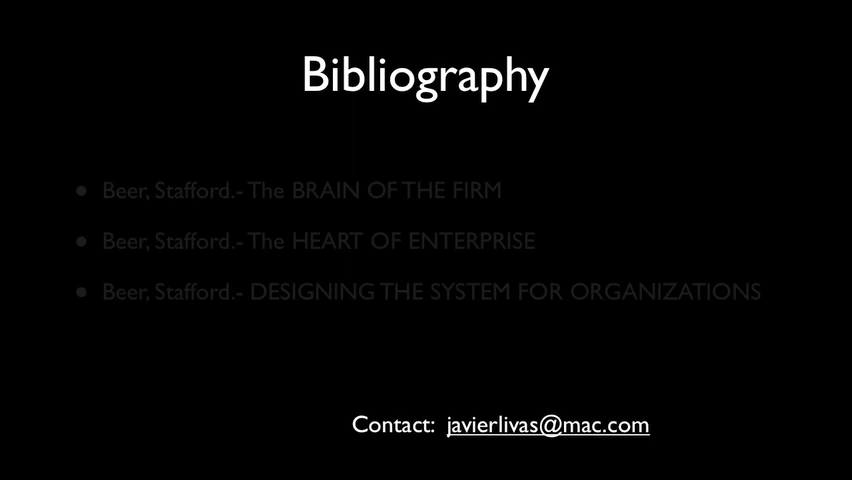 Bibliography
• Beer, Stafford.- The BRAIN OF THE FIRM
• Beer, Stafford.- The HEART OF ENTERPRISE
• Beer, Stafford.- DESIGNING THE SYSTEM FOR ORGANIZATIONS
Contact: javierlivas@mac.com